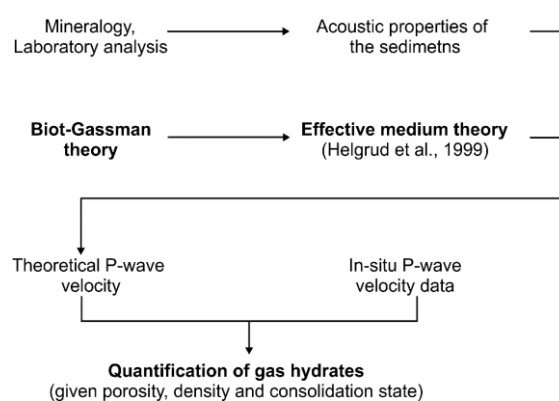 Mineralogy,
Laboratory analysis
Acoustic properties of
the sedimetns
Biot-Gassman
theory
Effective medium theory
(Helgrud et al., 1999)
Theoretical P-wave
velocity
In-situ P-wave
velocity data
Quantification of gas hydrates
(given porosity, density and consolidation state)